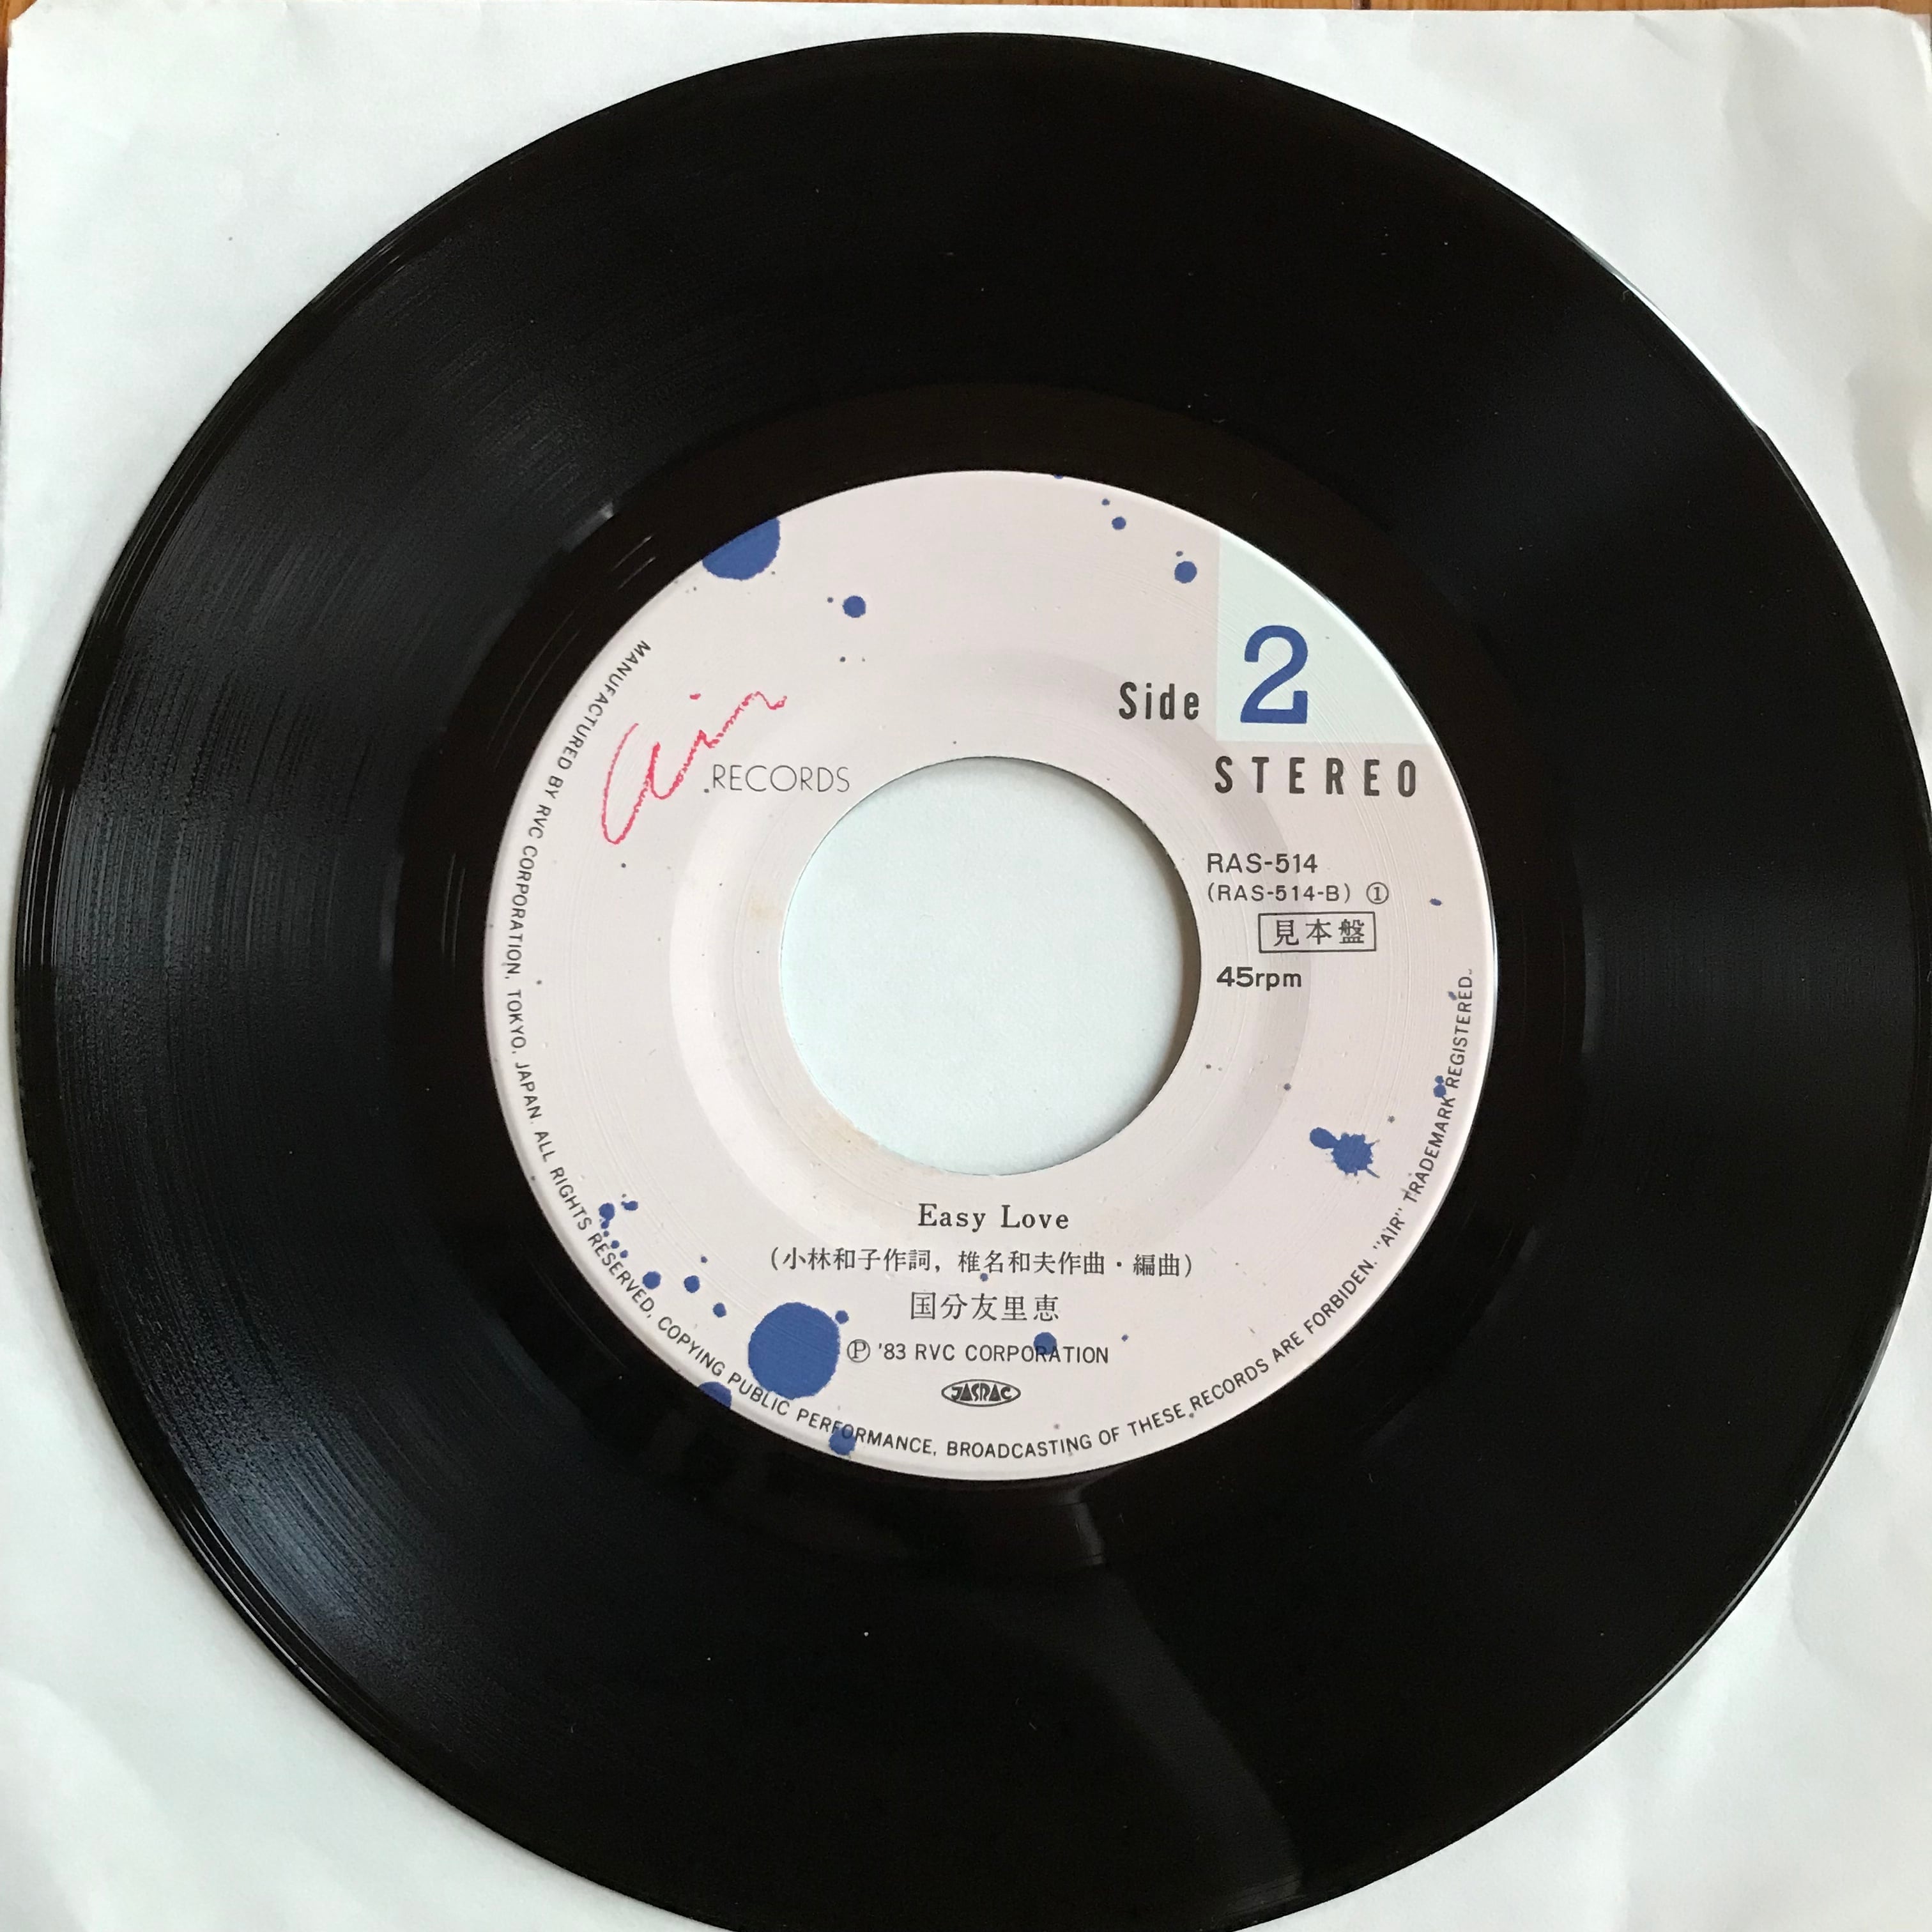 Air
RECORDS
Side 2
STEREO
RAS-514
(RAS-514-B) ①
見本盤
45rpm
Easy Love
(小林和子作詞, 椎名和夫作曲・編曲)
国分友里恵
Ⓟ '83 RVC CORPORATION
JASRAC
MANUFACTURED BY RVC CORPORATION, TOKYO, JAPAN. ALL RIGHTS RESERVED, COPYING PUBLIC PERFORMANCE, BROADCASTING OF THESE RECORDS ARE FORBIDEN. "AIR" TRADEMARK REGISTERED.